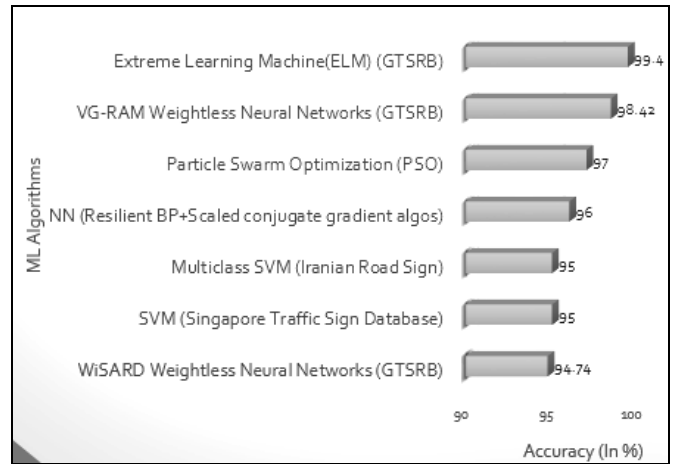 ML Algorithms
Extreme Learning Machine(ELM) (GTSRB)
99.4
VG-RAM Weightless Neural Networks (GTSRB)
98.42
Particle Swarm Optimization (PSO)
97
NN (Resilient BP+Scaled conjugate gradient algos)
96
Multiclass SVM (Iranian Road Sign)
95
SVM (Singapore Traffic Sign Database)
95
WiSARD Weightless Neural Networks (GTSRB)
94.74
90 95 100
Accuracy (In %)